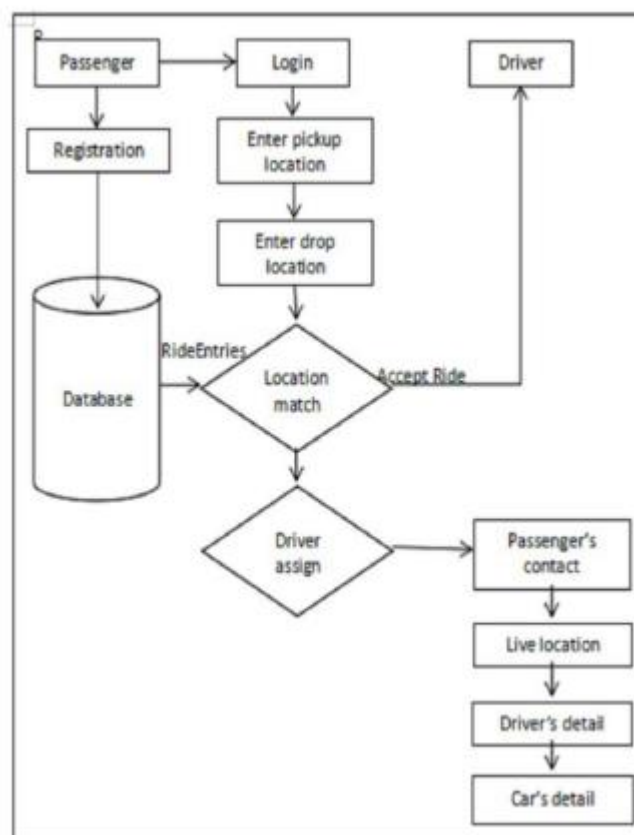 p
Passenger
Login
Driver
Registration
Enter pickup
location
Enter drop
location
RideEntries
Database
Location
match
Accept Ride
Driver
assign
Passenger's
contact
Live location
Driver's detail
Car's detail